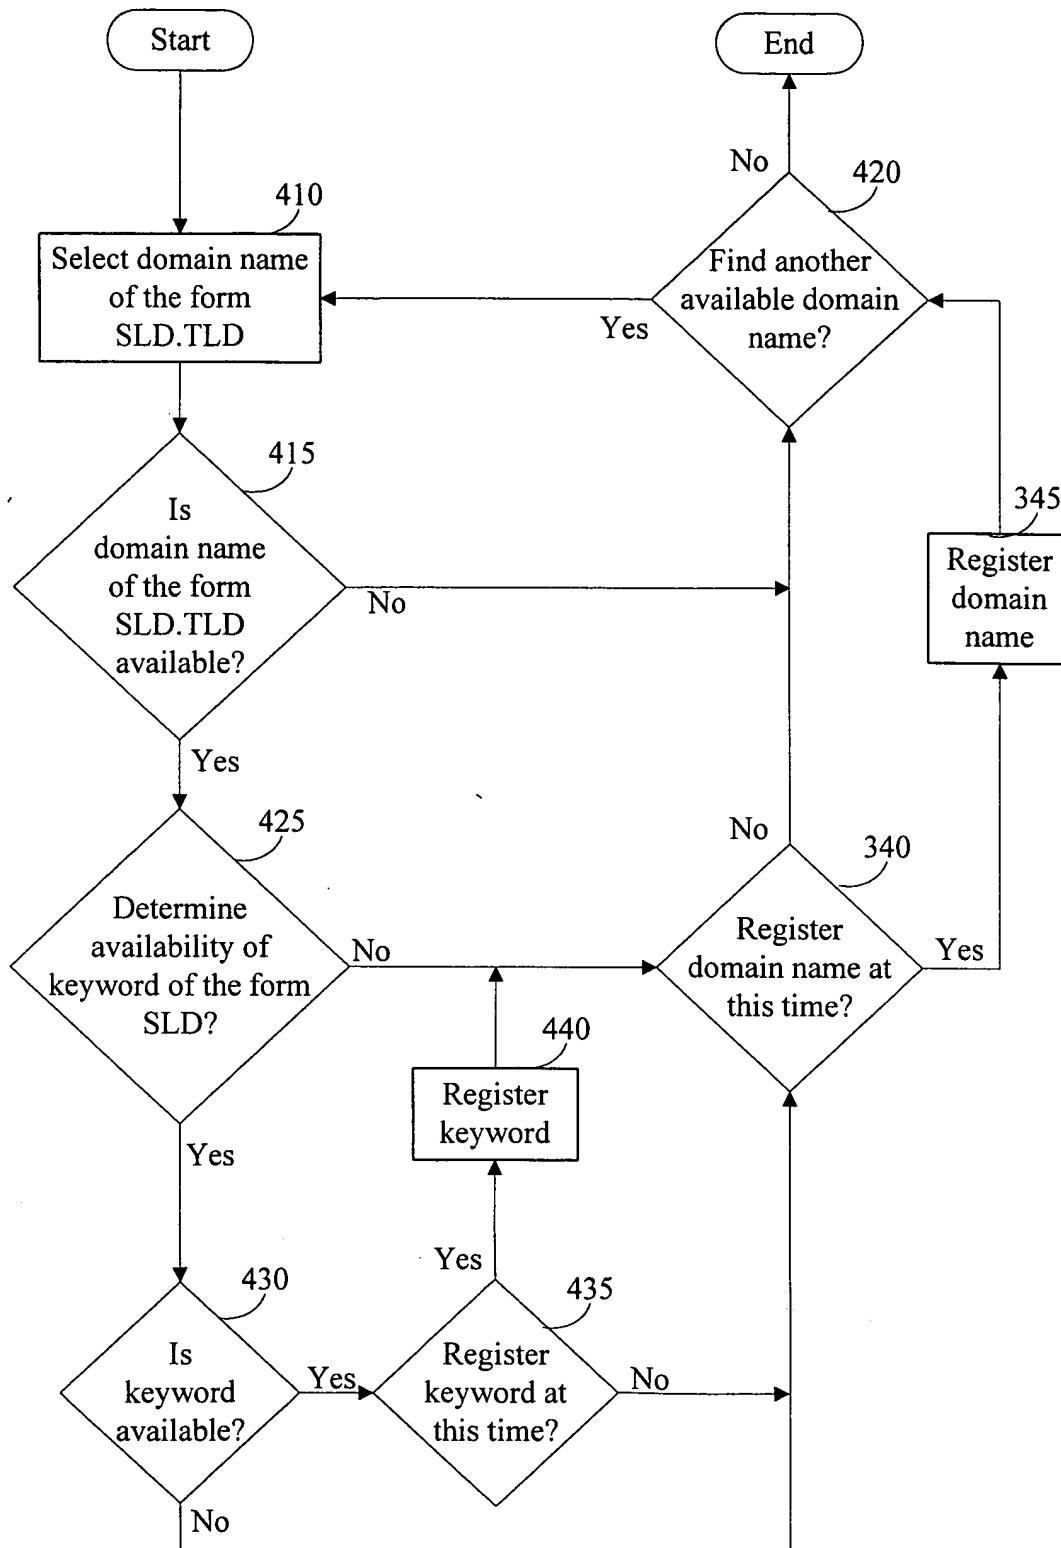 Start
End
No
420
410
Select domain name
of the form
SLD.TLD
Find another
available domain
name?
Yes
415
Is
domain name
of the form
SLD.TLD
available?
No
345
Register
domain
name
Yes
425
Determine
availability of
keyword of the form
SLD?
No
No
340
Register
domain name at
this time?
Yes
440
Register
keyword
Yes
Yes
430
Is
keyword
available?
Yes
435
Register
keyword at
this time?
No
No